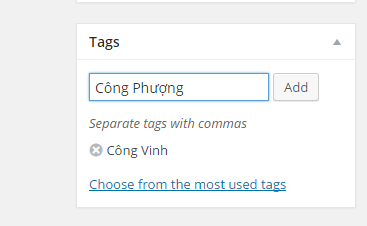 Tags
Công Phượng
Add
Separate tags with commas
Công Vinh
Choose from the most used tags